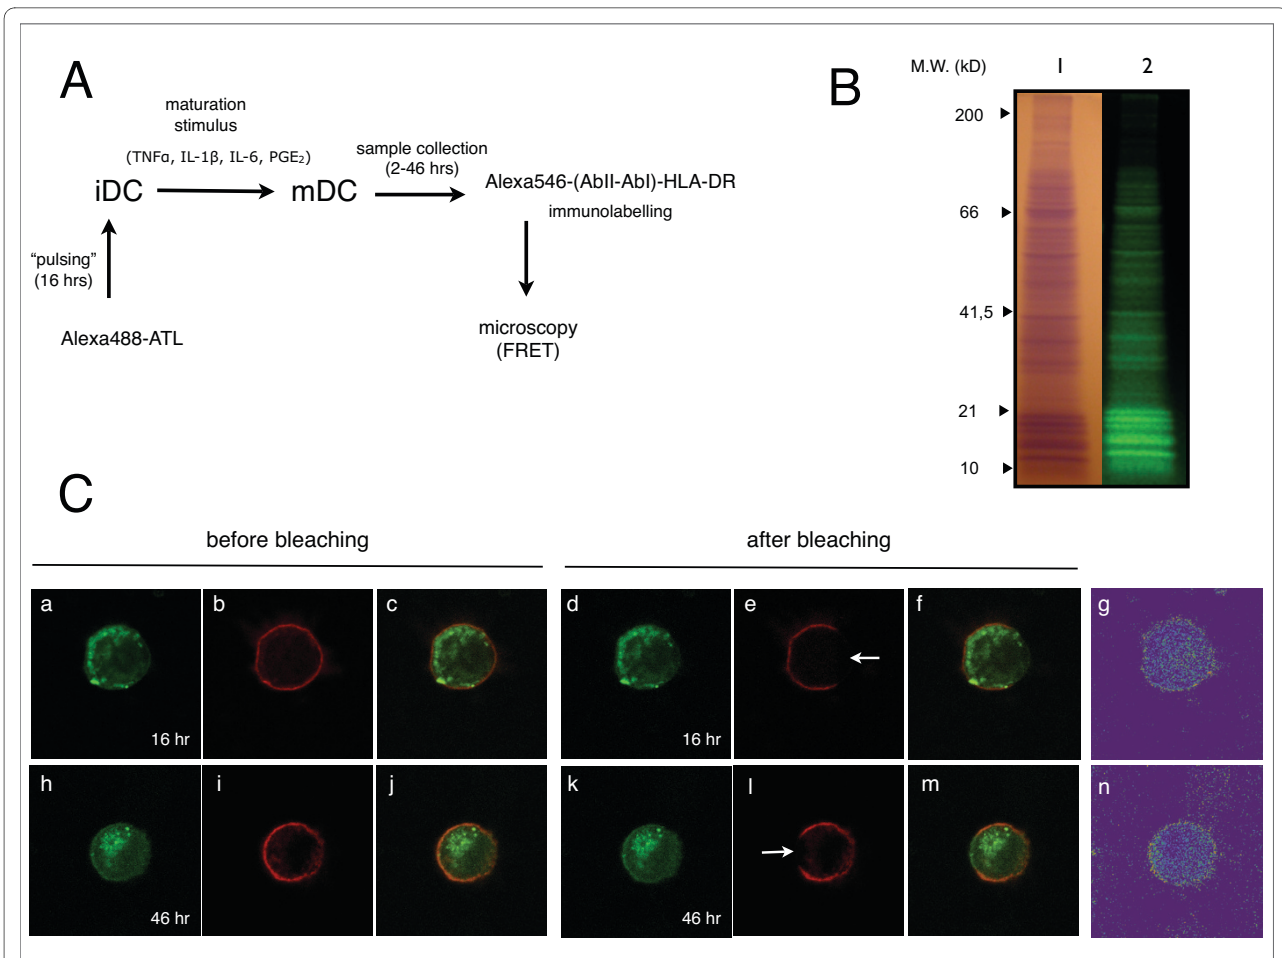 A
maturation
stimulus
(TNFα, IL-1β, IL-6, PGE₂)
iDC
mDC
sample collection
(2-46 hrs)
Alexa546-(AbII-AbI)-HLA-DR
immunolabelling
“pulsing”
(16 hrs)
Alexa488-ATL
microscopy
(FRET)
B
M.W. (kD)
1
2
200
66
41,5
21
10
C
before bleaching
after bleaching
a
16 hr
b
c
d
16 hr
e
f
g
h
46 hr
i
j
k
46 hr
l
m
n